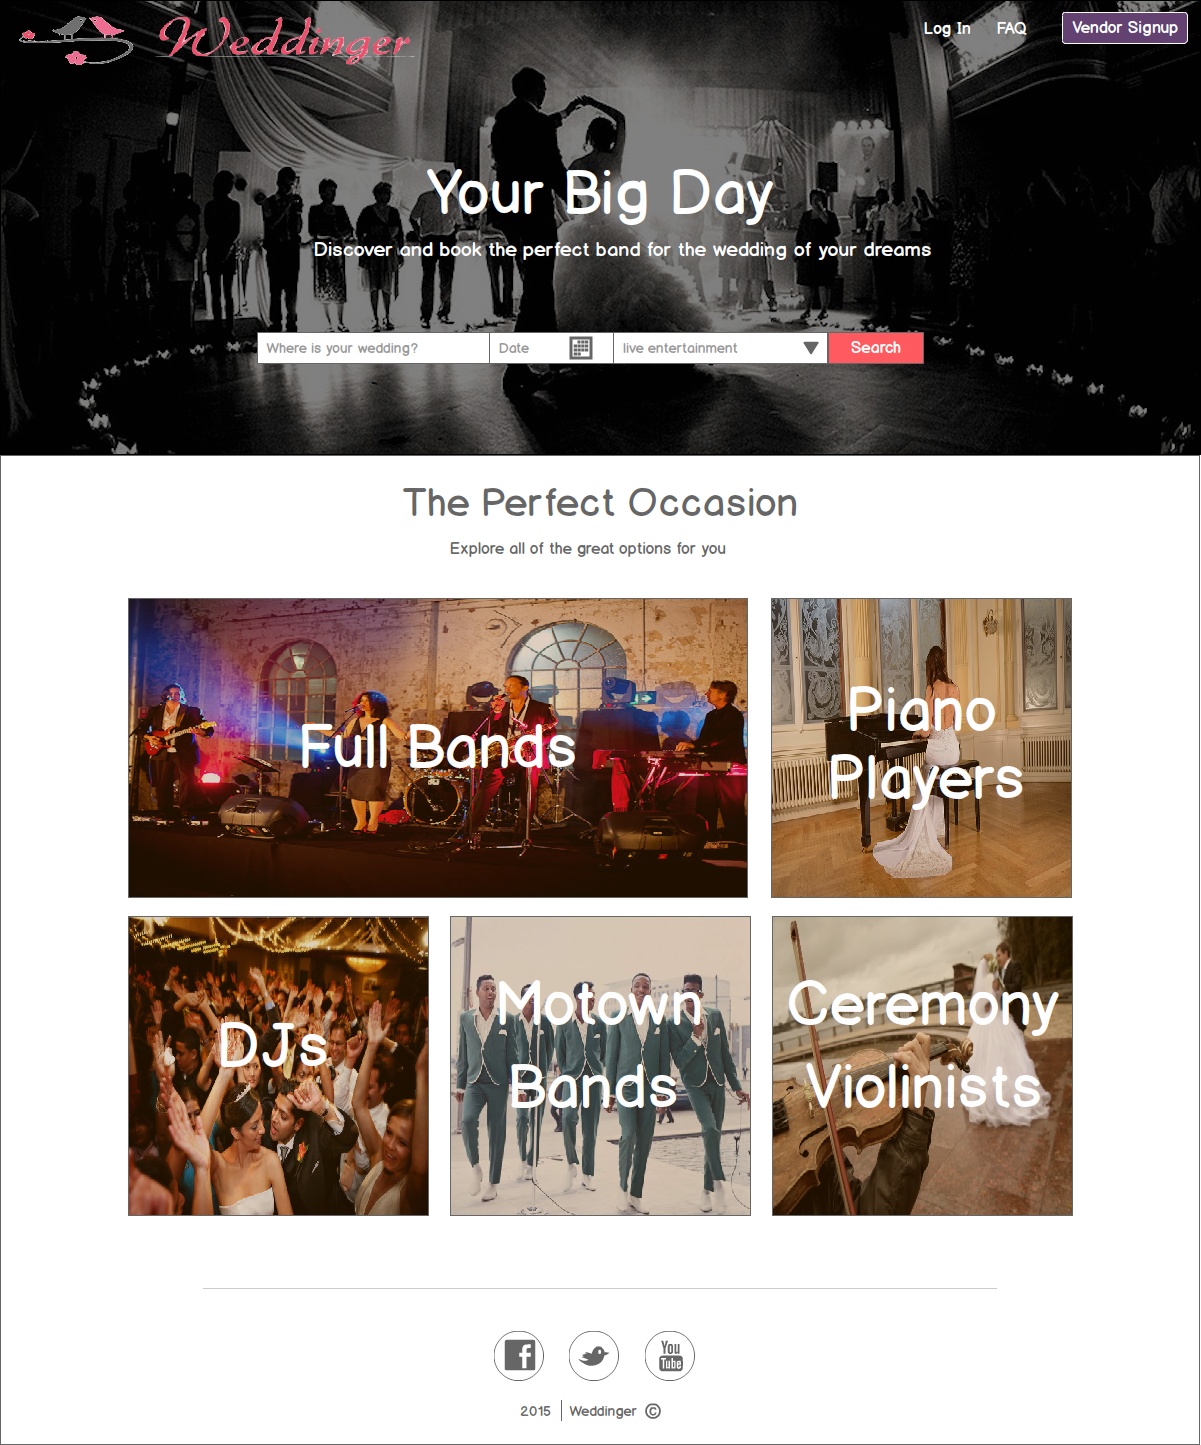 Weddinger
Log In
FAQ
Vendor Signup
Your Big Day
Discover and book the perfect band for the wedding of your dreams
Where is your wedding?
Date
live entertainment
Search
The Perfect Occasion
Explore all of the great options for you
Full Bands
Piano
Players
DJs
Motown
Bands
Ceremony
Violinists
You
Tube
2015 | Weddinger ©